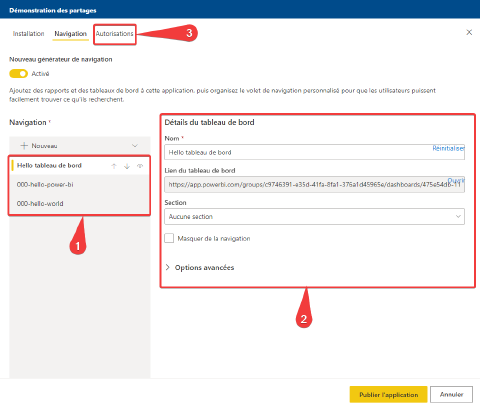 Démonstration des partages
Installation Navigation Autorisations
3
Nouveau générateur de navigation
Activé
Ajoutez des rapports et des tableaux de bord à cette application, puis organisez le volet de navigation personnalisé pour que les utilisateurs puissent
facilement trouver ce qu'ils recherchent.
Navigation *
Nouveau
Hello tableau de bord
000-hello-power-bi
000-hello-world
1
Détails du tableau de bord
Nom *
Réinitialiser
Hello tableau de bord
Lien du tableau de bord
Ouvrir
https://app.powerbi.com/groups/c9746391-e35d-41fa-8fa1-376a1d45965e/dashboards/475e54db-11
Section
Aucune section
Masquer de la navigation
Options avancées
2
Publier l'application Annuler